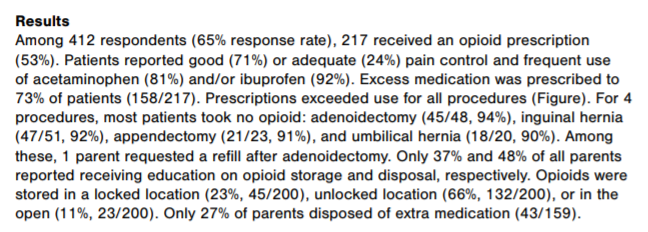 Results
Among 412 respondents (65% response rate), 217 received an opioid prescription
(53%). Patients reported good (71%) or adequate (24%) pain control and frequent use
of acetaminophen (81%) and/or ibuprofen (92%). Excess medication was prescribed to
73% of patients (158/217). Prescriptions exceeded use for all procedures (Figure). For 4
procedures, most patients took no opioid: adenoidectomy (45/48, 94%), inguinal hernia
(47/51, 92%), appendectomy (21/23, 91%), and umbilical hernia (18/20, 90%). Among
these, 1 parent requested a refill after adenoidectomy. Only 37% and 48% of all parents
reported receiving education on opioid storage and disposal, respectively. Opioids were
stored in a locked location (23%, 45/200), unlocked location (66%, 132/200), or in the
open (11%, 23/200). Only 27% of parents disposed of extra medication (43/159).